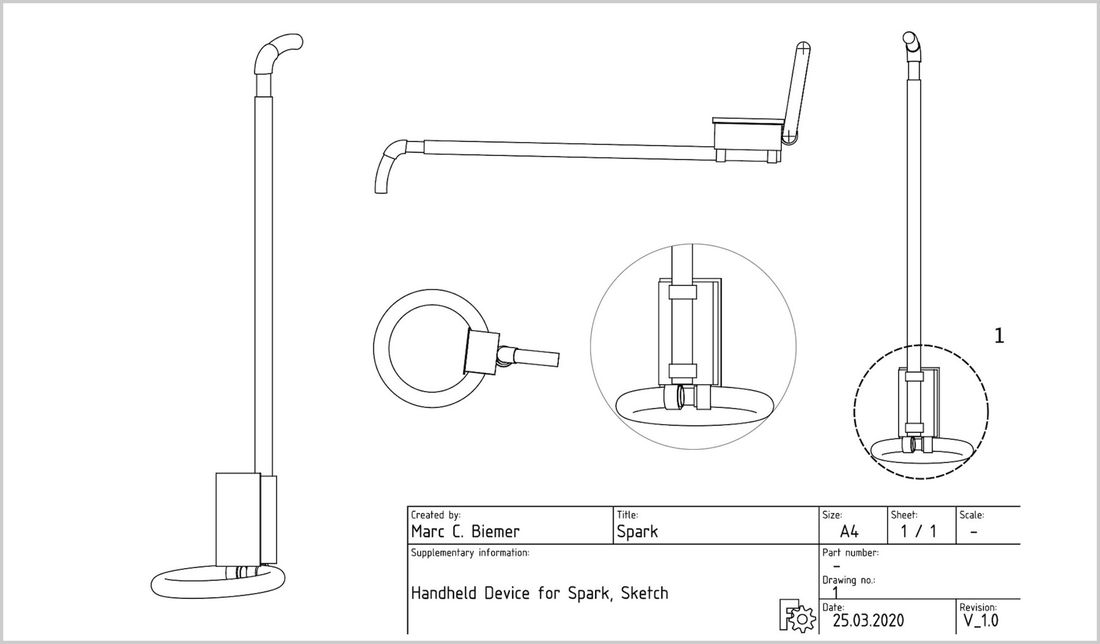 1
Created by:
Marc C. Biemer
Title:
Spark
Size:
A4
Sheet:
1 / 1
Scale:
-
Supplementary information:
Handheld Device for Spark, Sketch
Part number:
-
Drawing no.:
1
Date:
25.03.2020
Revision:
V_1.0